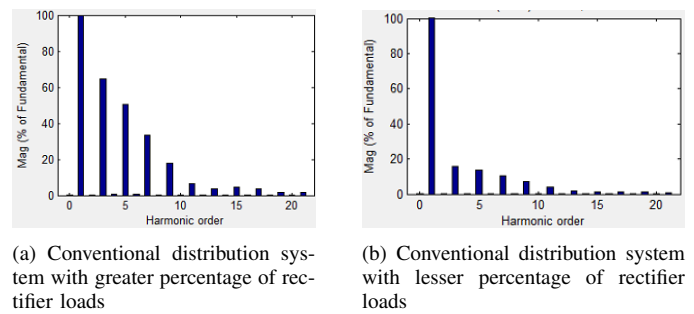 100
80
60
40
20
0
Mag (% of Fundamental)
0 5 10 15 20
Harmonic order
100
80
60
40
20
0
Mag (% of Fundamental)
0 5 10 15 20
Harmonic order
(a) Conventional distribution sys-
tem with greater percentage of rec-
tifier loads
(b) Conventional distribution system
with lesser percentage of rectifier
loads